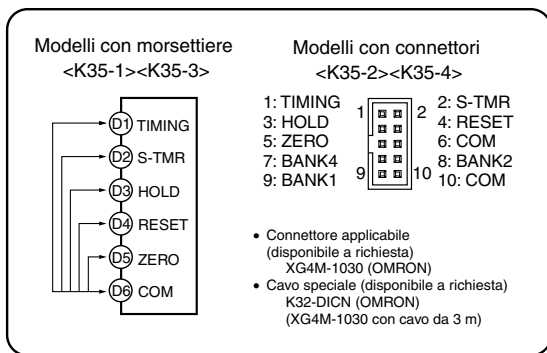 Modelli con morsettiere
<K35-1><K35-3>
D1 TIMING
D2 S-TMR
D3 HOLD
D4 RESET
D5 ZERO
D6 COM
Modelli con connettori
<K35-2><K35-4>
1: TIMING
3: HOLD
5: ZERO
7: BANK4
9: BANK1
1 2
9 10
2: S-TMR
4: RESET
6: COM
8: BANK2
10: COM
• Connettore applicabile
(disponibile a richiesta)
XG4M-1030 (OMRON)
• Cavo speciale (disponibile a richiesta)
K32-DICN (OMRON)
(XG4M-1030 con cavo da 3 m)